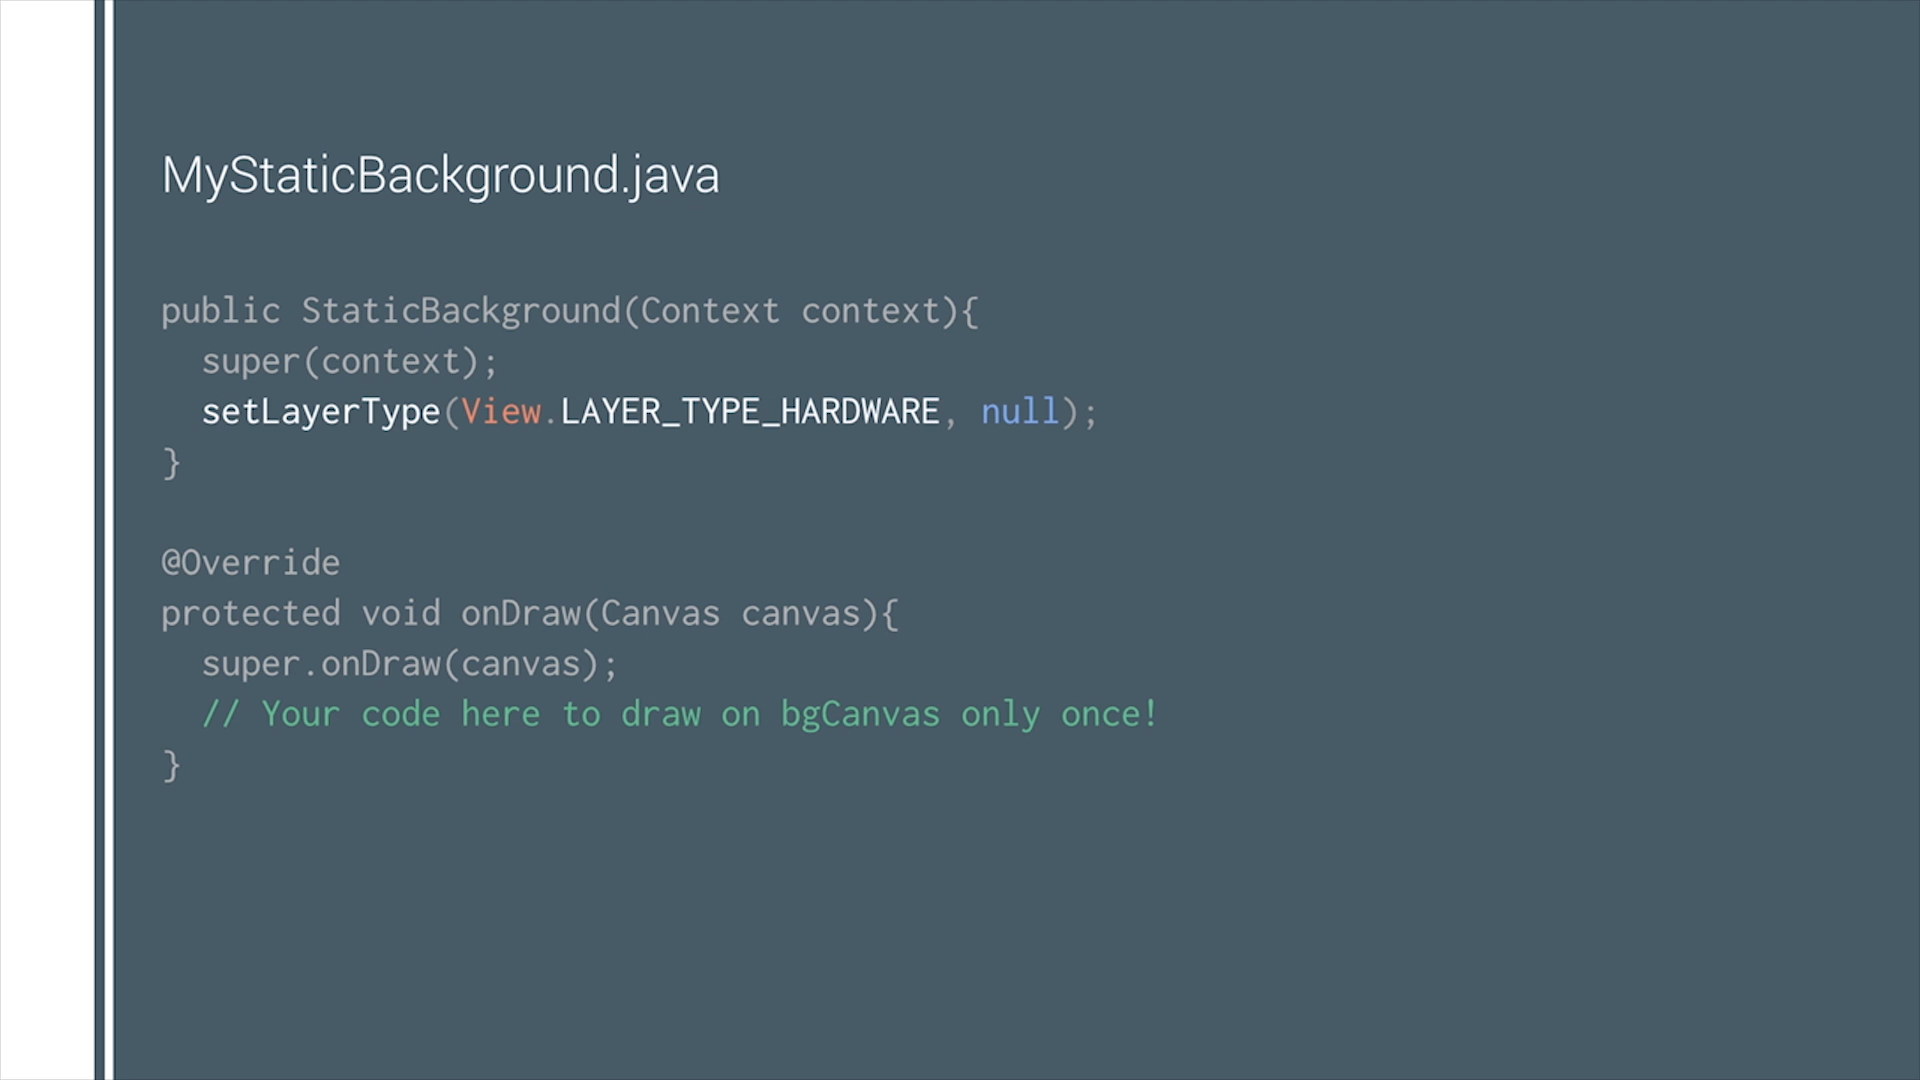 MyStaticBackground.java
public StaticBackground(Context context){
super(context);
setLayerType(View.LAYER_TYPE_HARDWARE, null);
}
@Override
protected void onDraw(Canvas canvas){
super.onDraw(canvas);
// Your code here to draw on bgCanvas only once!
}